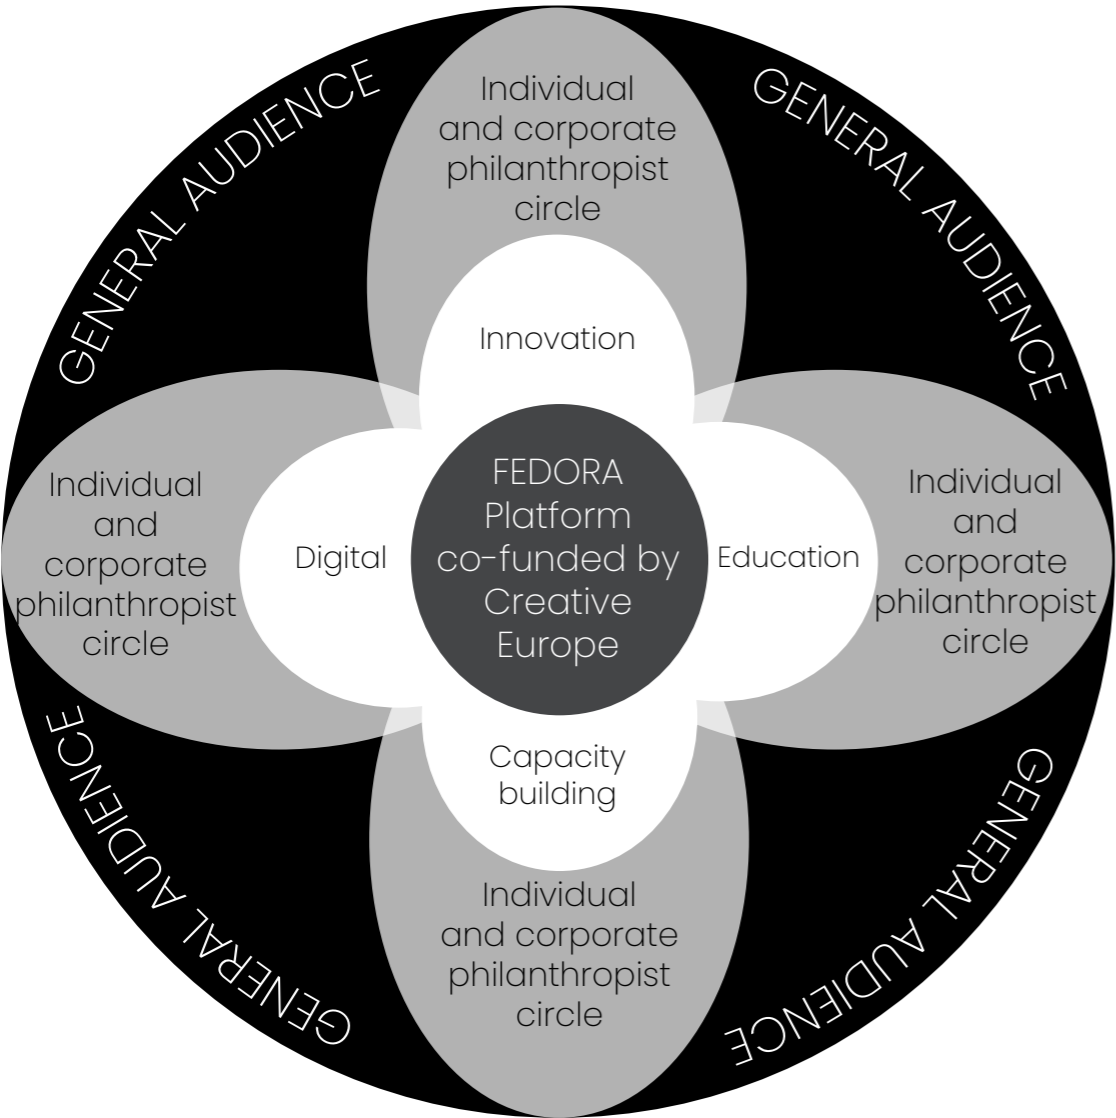 GENERAL AUDIENCE
GENERAL AUDIENCE
Individual
and corporate
philanthropist
circle
Innovation
Individual
and
corporate
philanthropist
circle
Digital
FEDORA
Platform
co-funded by
Creative
Europe
Education
Individual
and
corporate
philanthropist
circle
Capacity
building
Individual
and corporate
philanthropist
circle
GENERAL AUDIENCE
GENERAL AUDIENCE